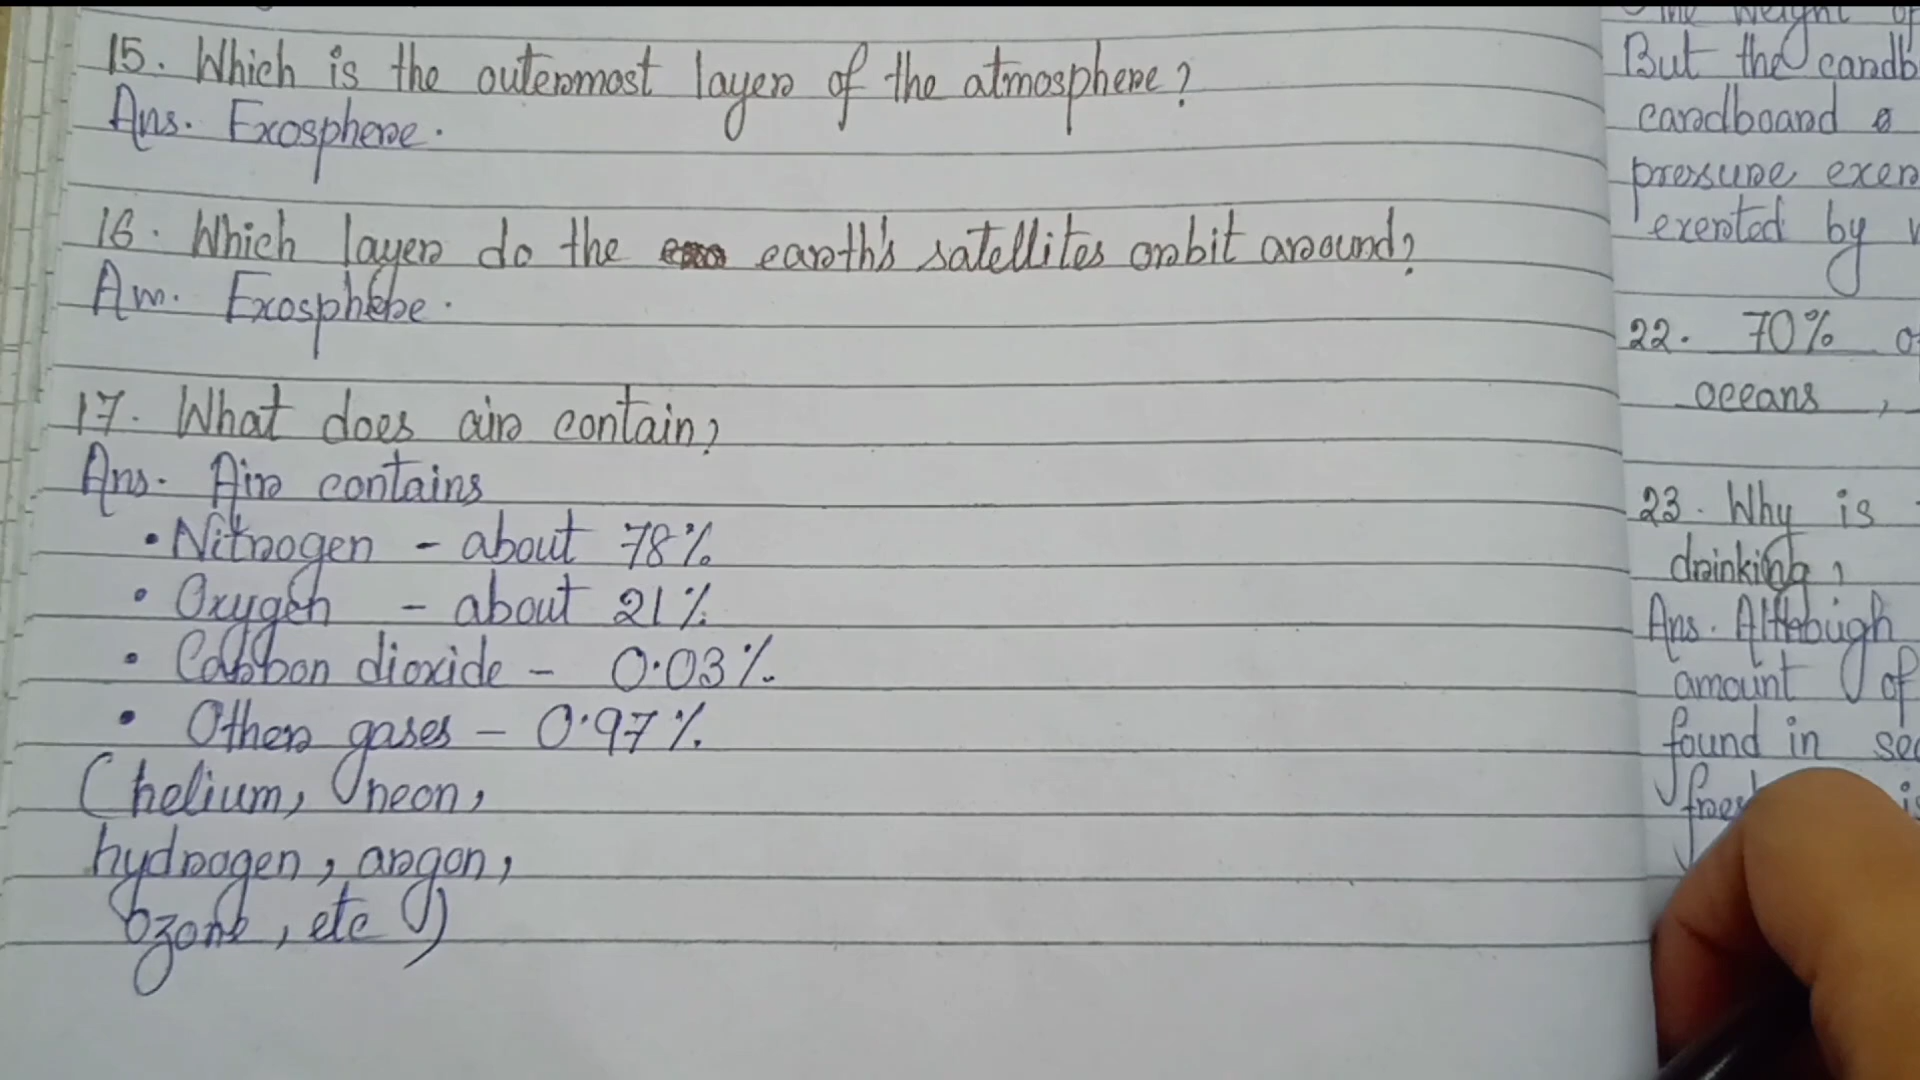 15. Which is the outermost layer of the atmosphere?
Ans. Exosphere.
16. Which layer do the earth's satellites orbit around?
Ans. Exosphere.
17. What does air contain?
Ans. Air contains
• Nitrogen - about 78%
• Oxygen - about 21%
• Carbon dioxide - 0.03%
• Other gases - 0.97%
(helium, neon,
hydrogen, argon,
ozone, etc)
the weight of
But the cardb
cardboard
pressure exer
exerted by
22. 70%
oceans,
23. Why is
drinking?
Ans. Although
amount of
found in